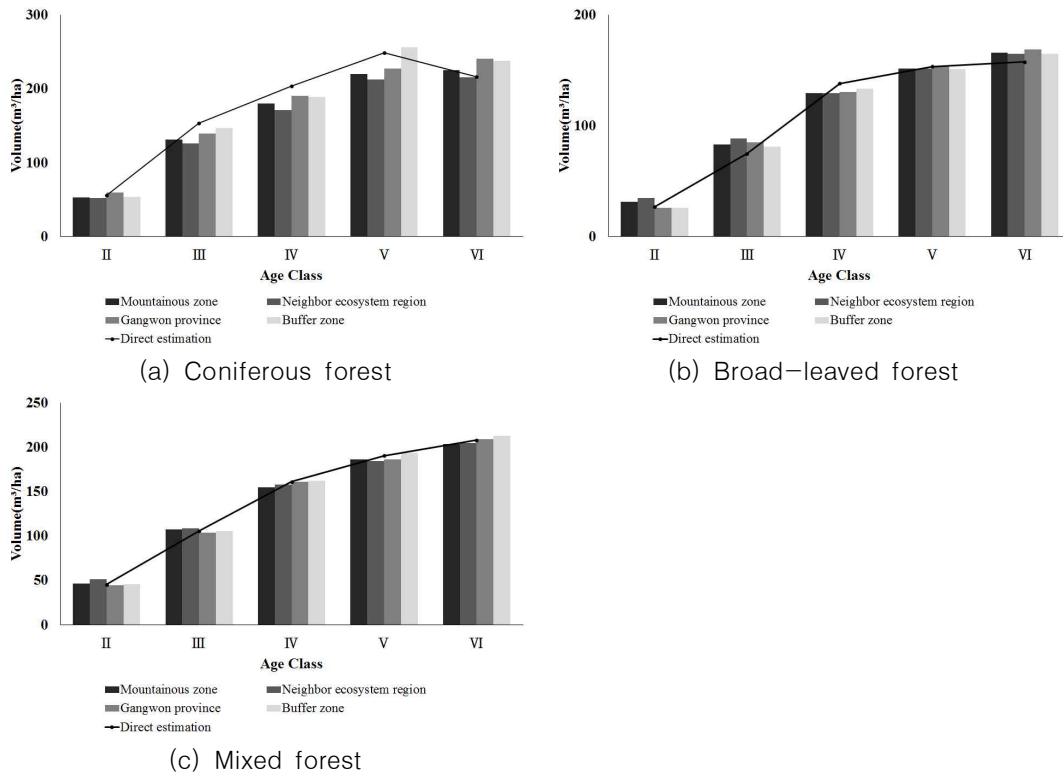 300
200
100
0
Volume(m³/ha)
Ⅱ Ⅲ Ⅳ Ⅴ Ⅵ
Age Class
Mountainous zone Neighbor ecosystem region
Gangwon province Buffer zone
Direct estimation
(a) Coniferous forest
200
100
0
Volume(m³/ha)
Ⅱ Ⅲ Ⅳ Ⅴ Ⅵ
Age Class
Mountainous zone Neighbor ecosystem region
Gangwon province Buffer zone
Direct estimation
(b) Broad-leaved forest
250
200
150
100
50
0
Volume(m³/ha)
Ⅱ Ⅲ Ⅳ Ⅴ Ⅵ
Age Class
Mountainous zone Neighbor ecosystem region
Gangwon province Buffer zone
Direct estimation
(c) Mixed forest